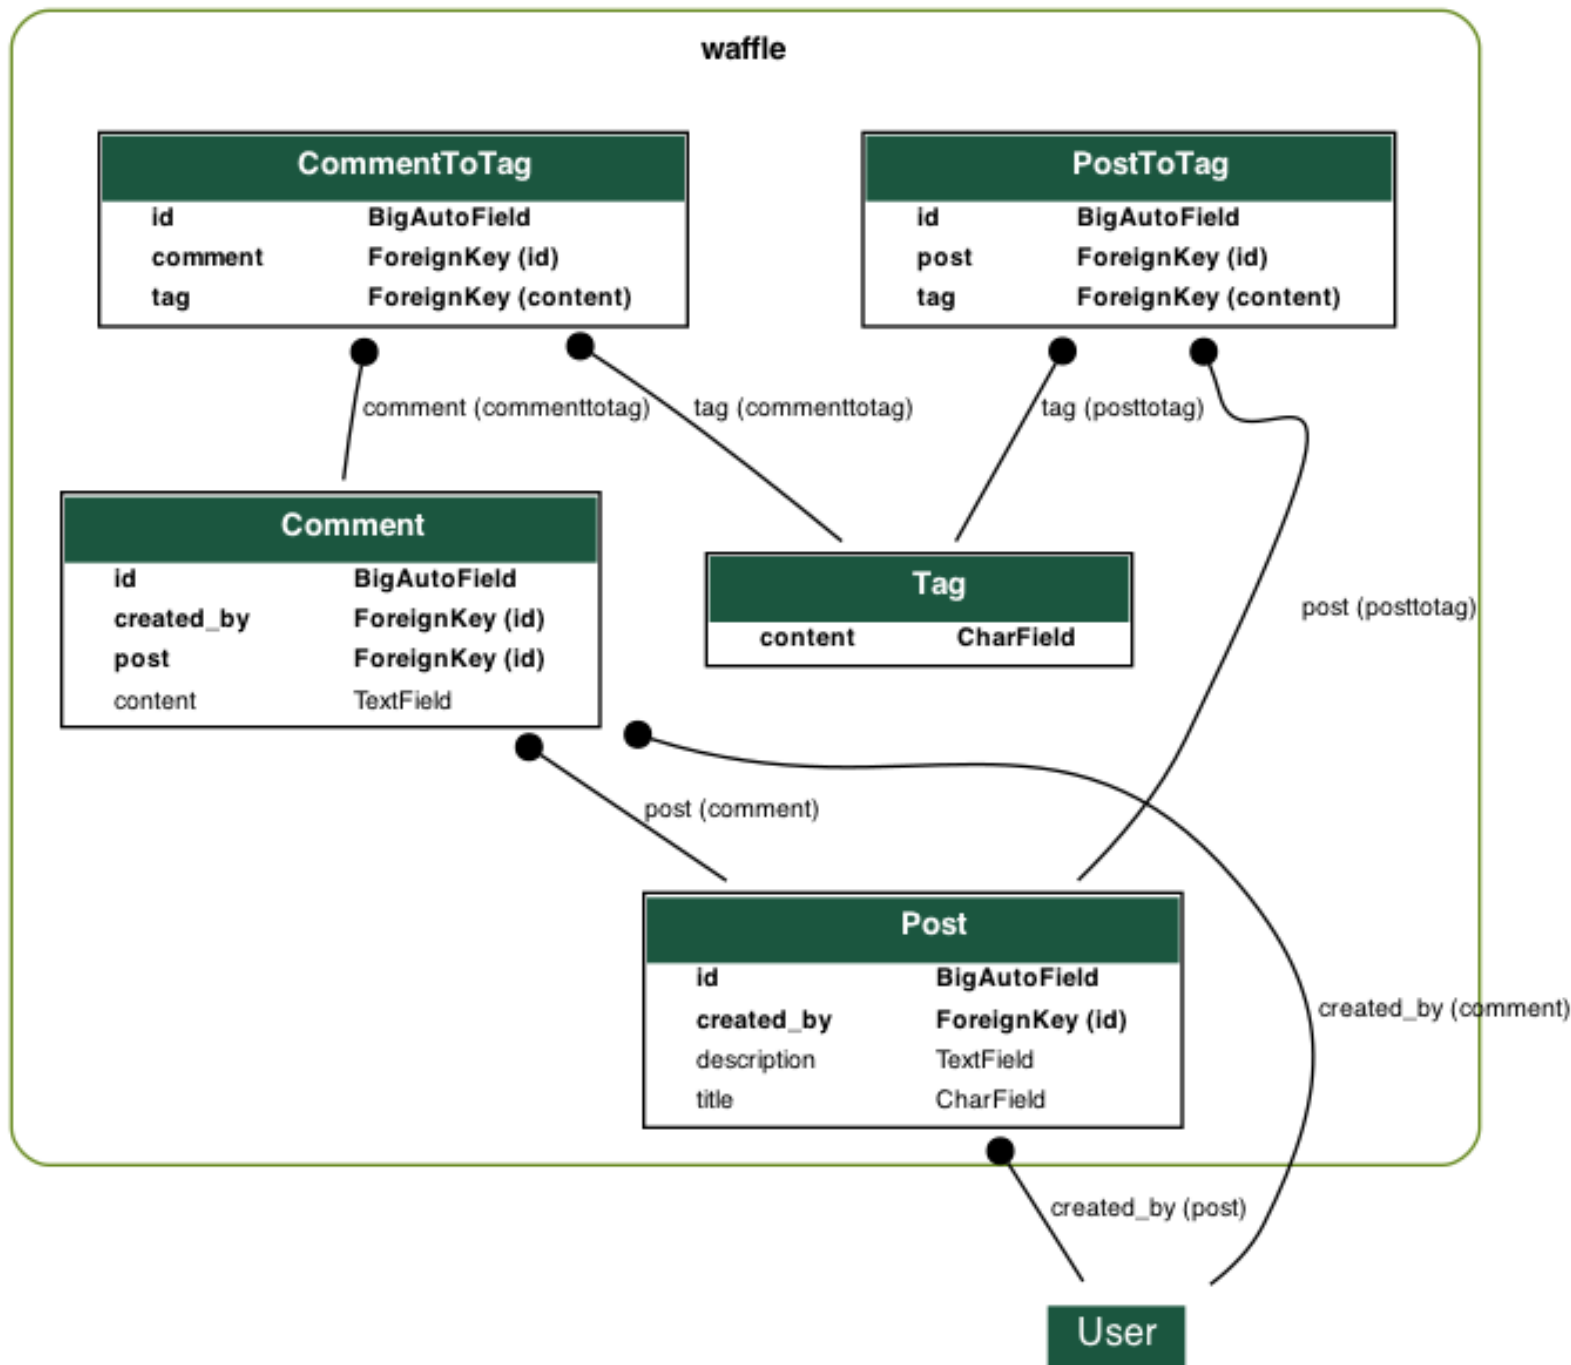 waffle
CommentToTag
id BigAutoField
comment ForeignKey (id)
tag ForeignKey (content)
PostToTag
id BigAutoField
post ForeignKey (id)
tag ForeignKey (content)
comment (commenttotag)
tag (commenttotag)
tag (posttotag)
Comment
id BigAutoField
created_by ForeignKey (id)
post ForeignKey (id)
content TextField
Tag
content CharField
post (posttotag)
post (comment)
Post
id BigAutoField
created_by ForeignKey (id)
description TextField
title CharField
created_by (comment)
created_by (post)
User